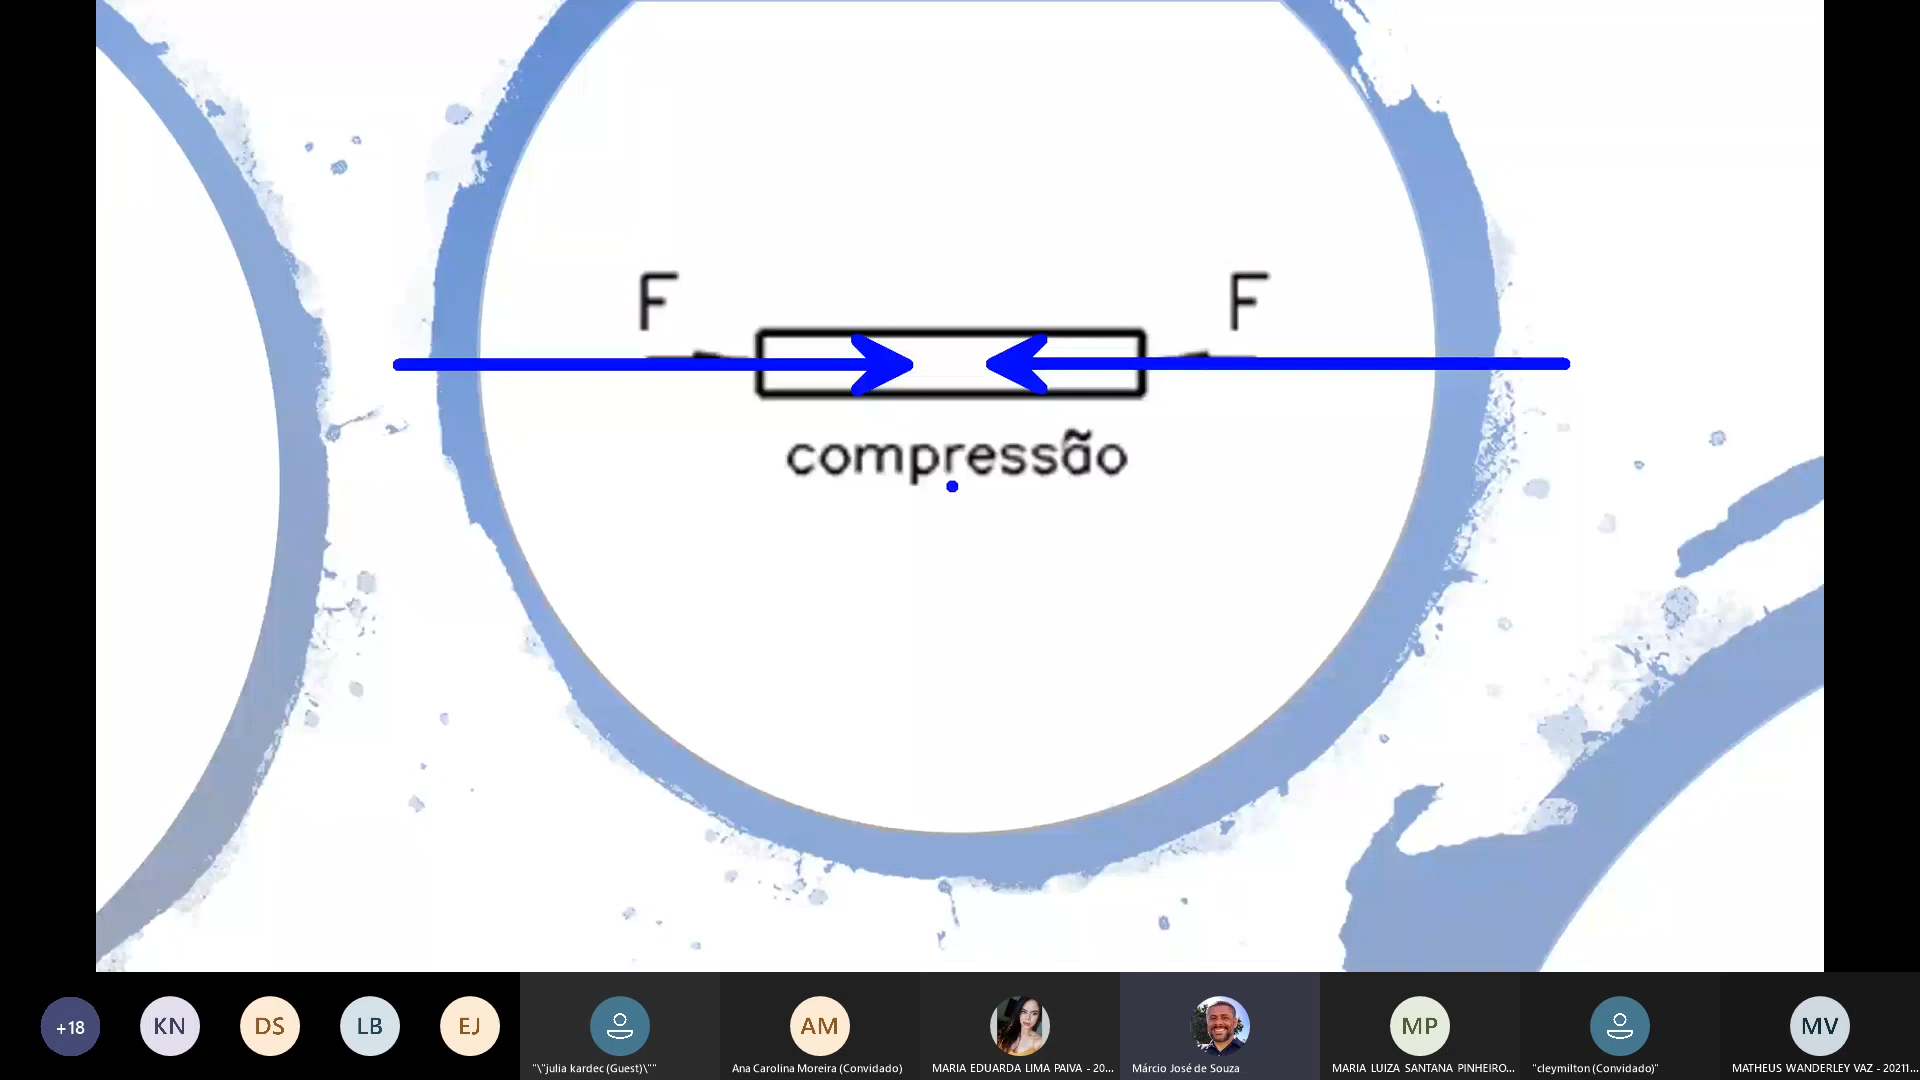 F
F
compressão
+18
KN
DS
LB
EJ
AM
MP
MV
"\"julia kardec (Guest)\""
Ana Carolina Moreira (Convidado)
MARIA EDUARDA LIMA PAIVA - 20...
Márcio José de Souza
MARIA LUIZA SANTANA PINHEIRO...
"cleymilton (Convidado)"
MATHEUS WANDERLEY VAZ - 20211...